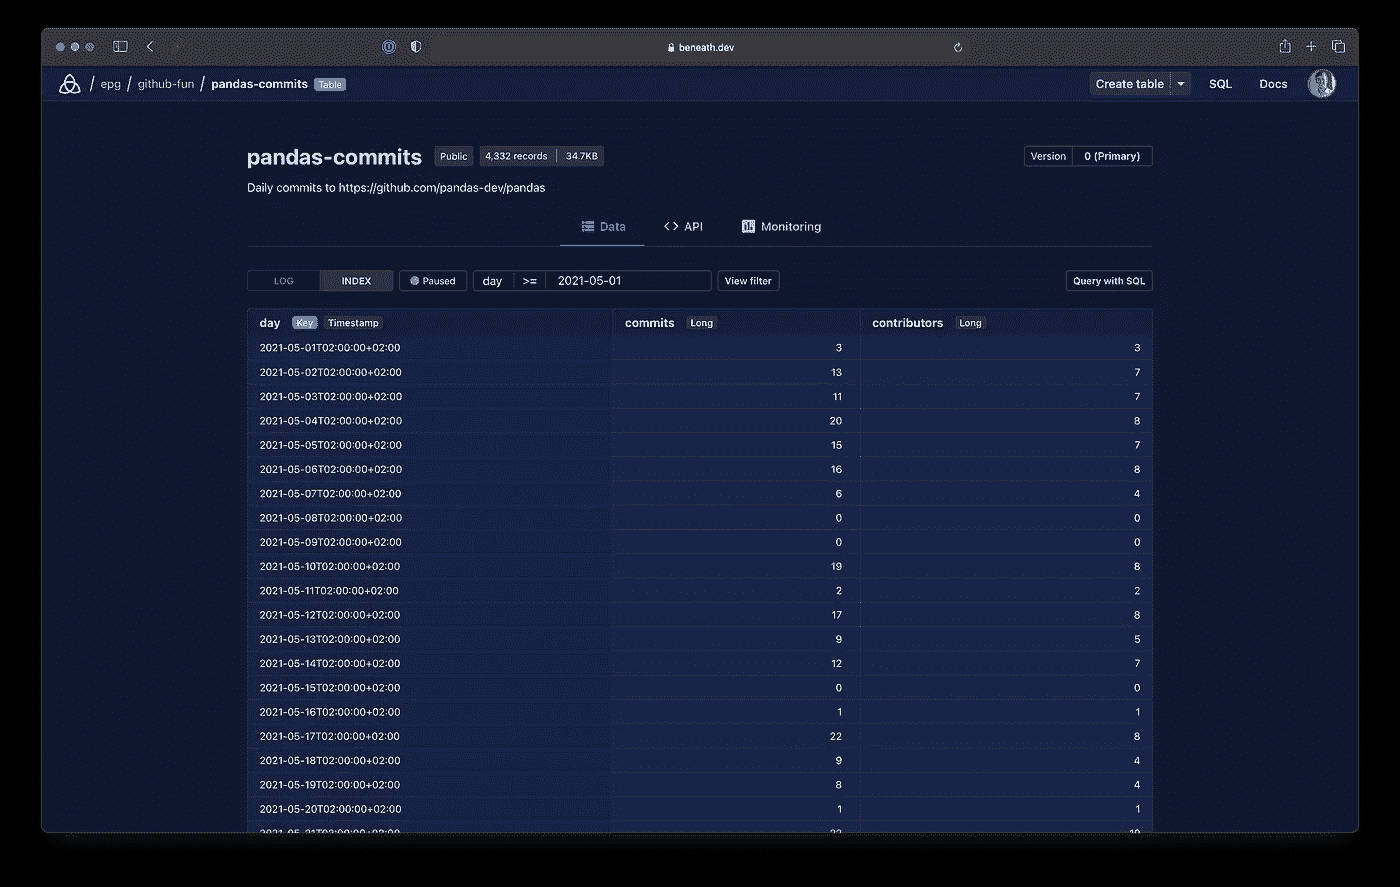 beneath.dev
/ epg / github-fun / pandas-commits Table Create table SQL Docs
pandas-commits Public 4,332 records 34.7KB Version 0 (Primary)
Daily commits to https://github.com/pandas-dev/pandas
Data <> API Monitoring
LOG INDEX Paused day >= 2021-05-01 View filter Query with SQL
day Key Timestamp commits Long contributors Long
2021-05-01T02:00:00+02:00 3 3
2021-05-02T02:00:00+02:00 13 7
2021-05-03T02:00:00+02:00 11 7
2021-05-04T02:00:00+02:00 20 8
2021-05-05T02:00:00+02:00 15 7
2021-05-06T02:00:00+02:00 16 8
2021-05-07T02:00:00+02:00 6 4
2021-05-08T02:00:00+02:00 0 0
2021-05-09T02:00:00+02:00 0 0
2021-05-10T02:00:00+02:00 19 8
2021-05-11T02:00:00+02:00 2 2
2021-05-12T02:00:00+02:00 17 8
2021-05-13T02:00:00+02:00 9 5
2021-05-14T02:00:00+02:00 12 7
2021-05-15T02:00:00+02:00 0 0
2021-05-16T02:00:00+02:00 1 1
2021-05-17T02:00:00+02:00 22 8
2021-05-18T02:00:00+02:00 9 4
2021-05-19T02:00:00+02:00 8 4
2021-05-20T02:00:00+02:00 1 1